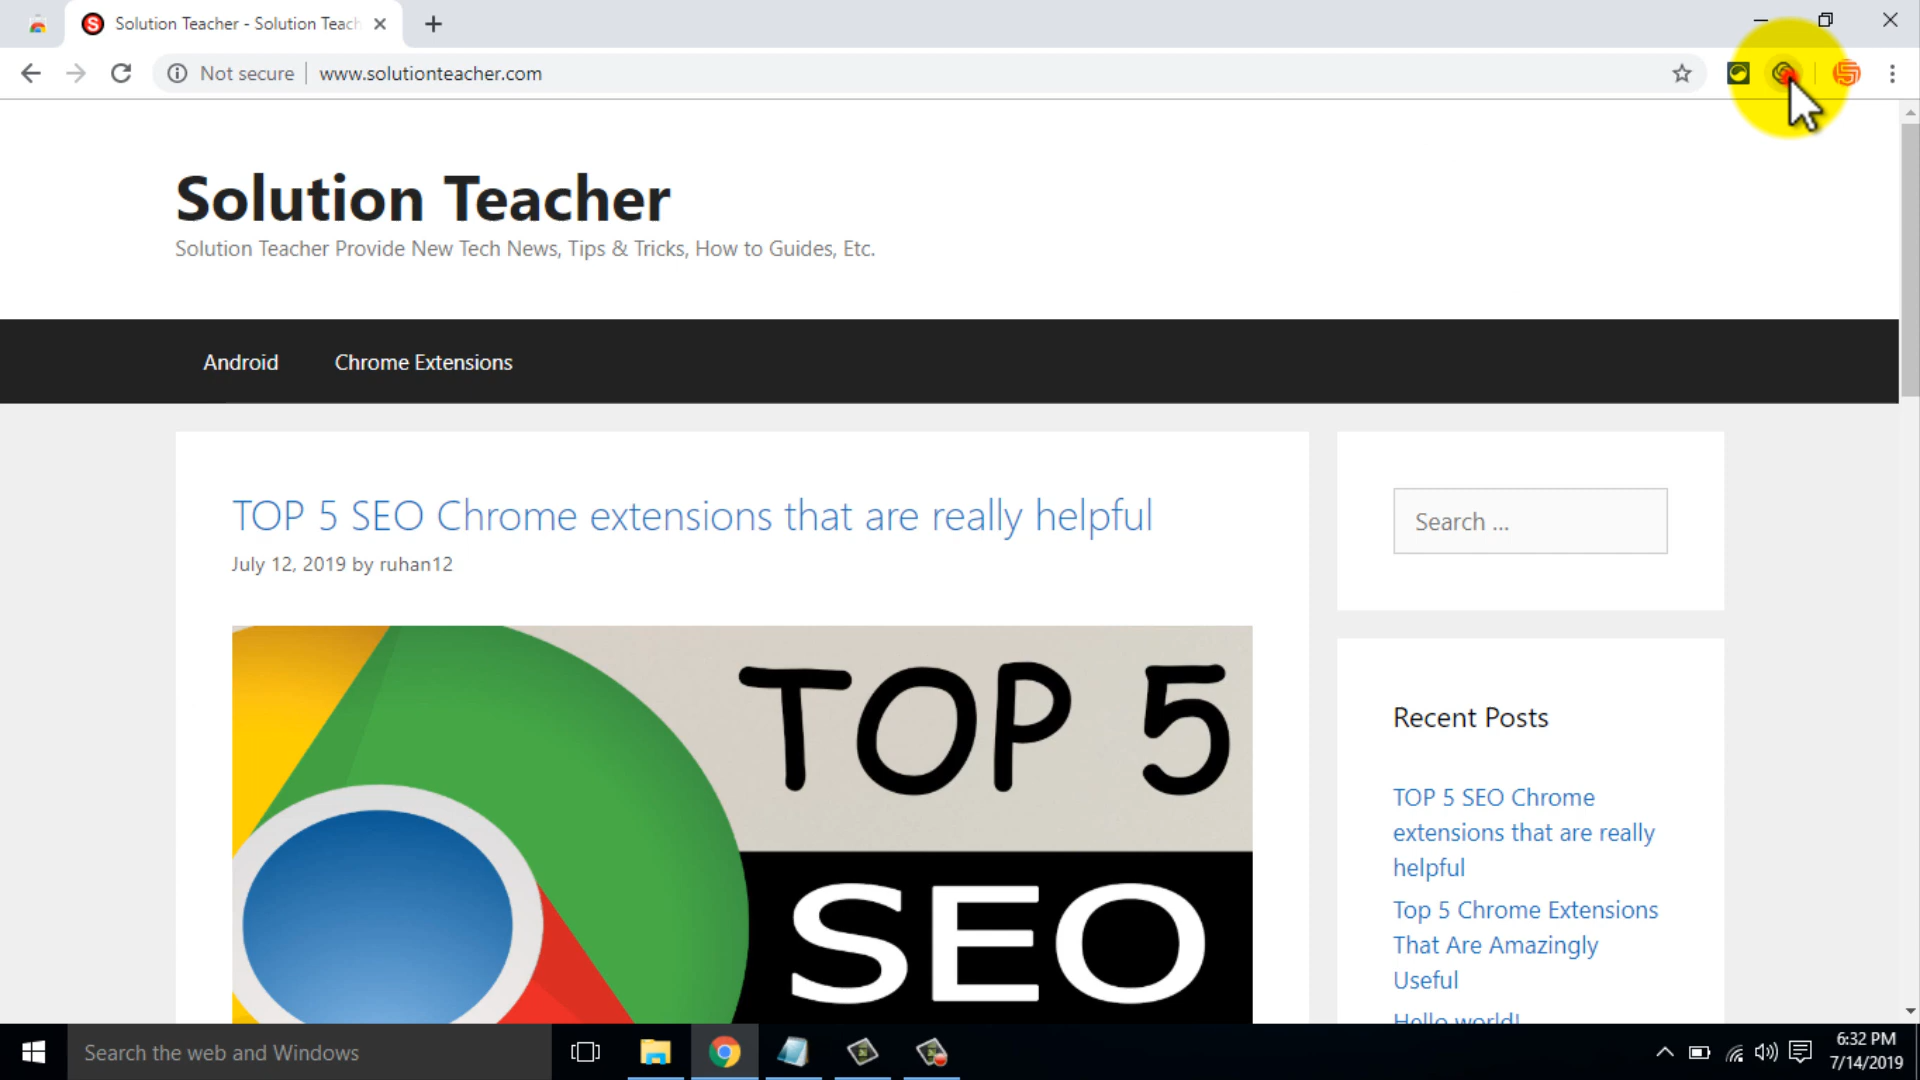 Solution Teacher - Solution Teach
Not secure
www.solutionteacher.com
Solution Teacher
Solution Teacher Provide New Tech News, Tips & Tricks, How to Guides, Etc.
Android
Chrome Extensions
TOP 5 SEO Chrome extensions that are really helpful
July 12, 2019 by ruhan12
TOP 5
SEO
Search ...
Recent Posts
TOP 5 SEO Chrome
extensions that are really
helpful
Top 5 Chrome Extensions
That Are Amazingly
Useful
Hello world!
Search the web and Windows
6:32 PM
7/14/2019